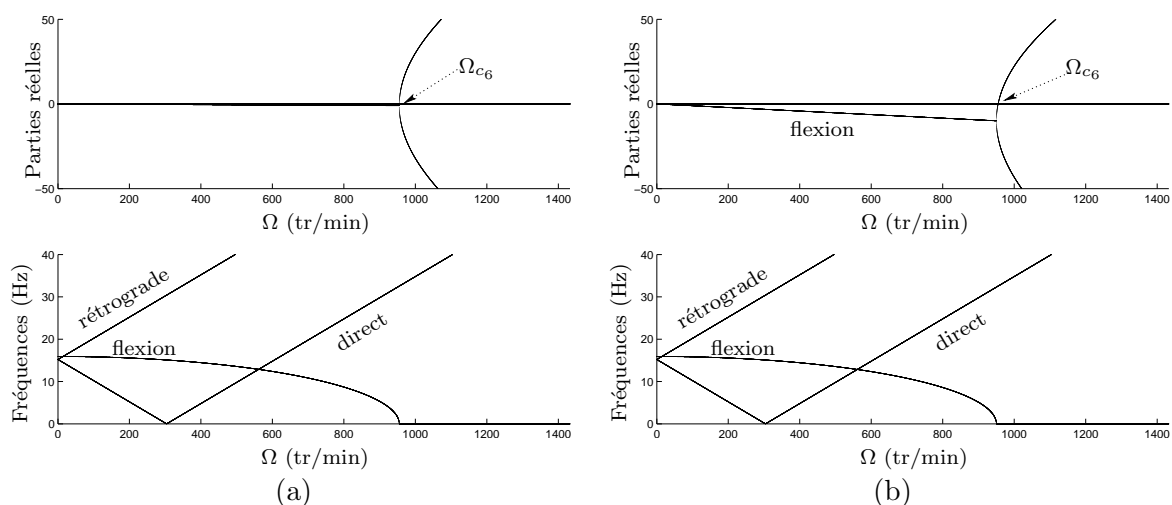 Parties réelles
50
0
−50
Ω_{c_6}
0 200 400 600 800 1000 1200 1400
Ω (tr/min)
Fréquences (Hz)
40
30
20
10
0
rétrograde
flexion
direct
0 200 400 600 800 1000 1200 1400
Ω (tr/min)
(a)
Parties réelles
50
0
−50
Ω_{c_6}
flexion
0 200 400 600 800 1000 1200 1400
Ω (tr/min)
Fréquences (Hz)
40
30
20
10
0
rétrograde
flexion
direct
0 200 400 600 800 1000 1200 1400
Ω (tr/min)
(b)